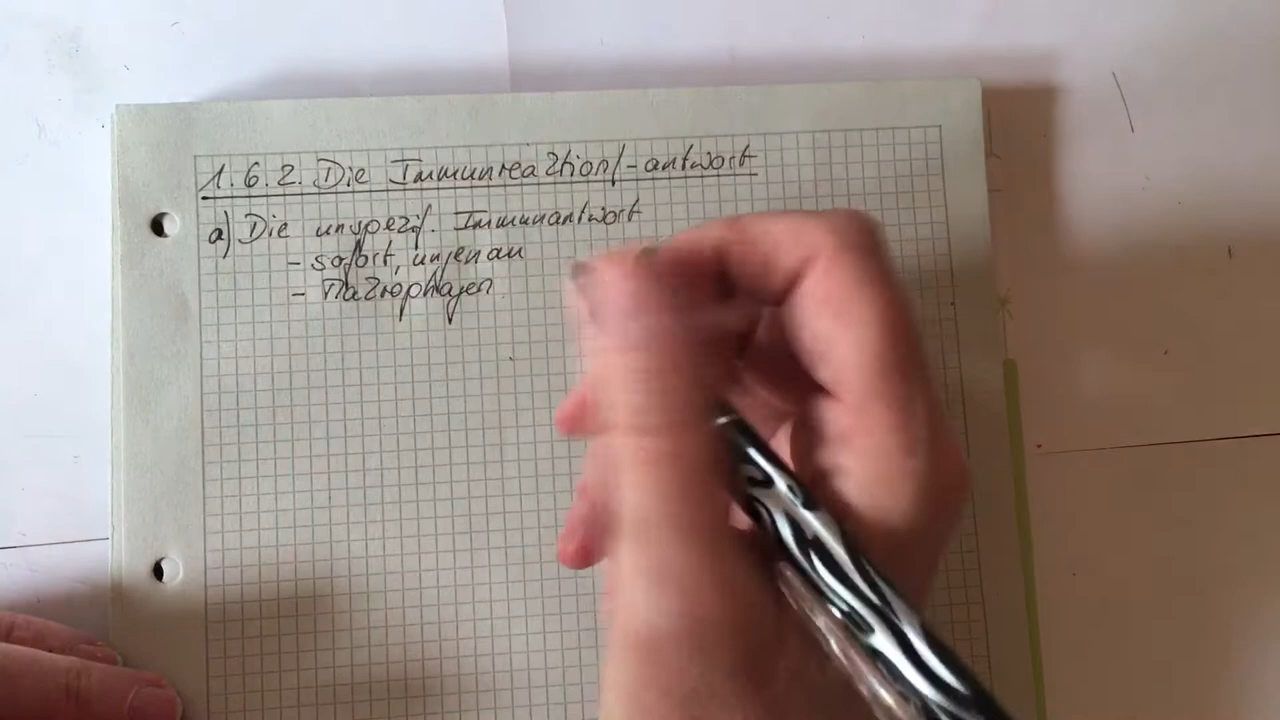 1.6.2. Die Immunreaktion/-antwort
a) Die unspezif. Immunantwort
- sofort, ungenau
- Makrophagen